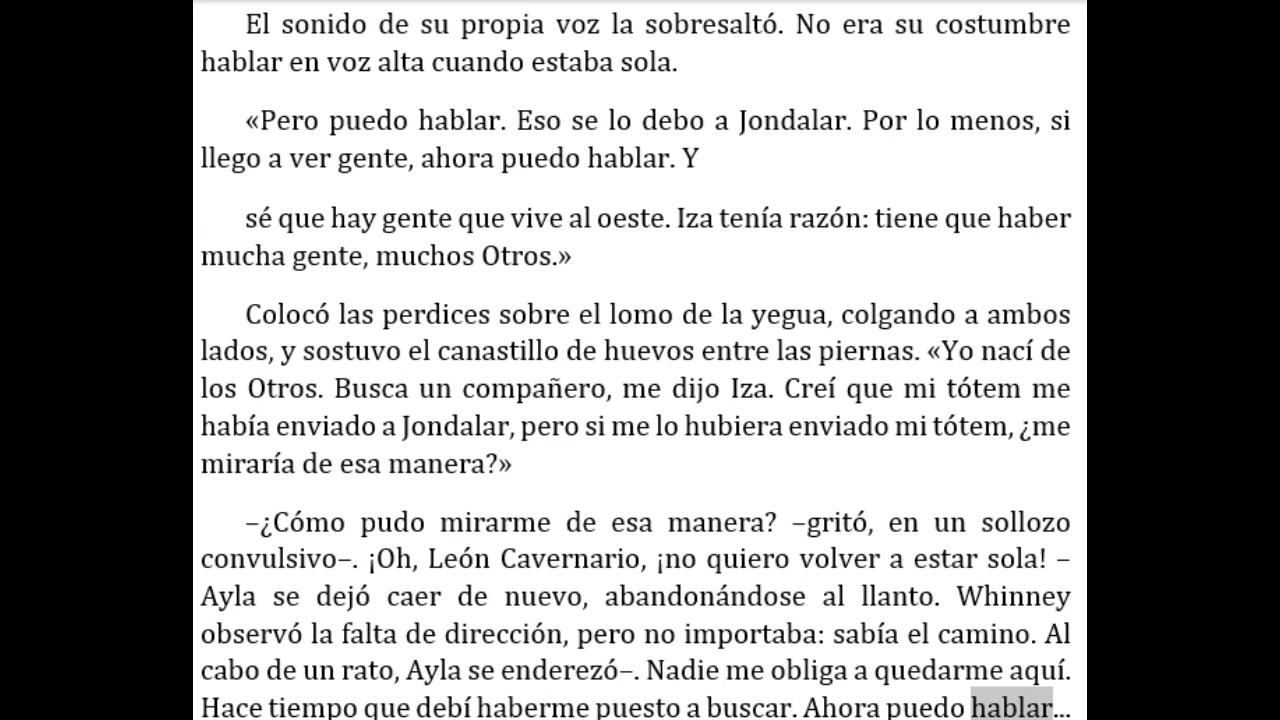 El sonido de su propia voz la sobresaltó. No era su costumbre
hablar en voz alta cuando estaba sola.
«Pero puedo hablar. Eso se lo debo a Jondalar. Por lo menos, si
llego a ver gente, ahora puedo hablar. Y
sé que hay gente que vive al oeste. Iza tenía razón: tiene que haber
mucha gente, muchos Otros.»
Colocó las perdices sobre el lomo de la yegua, colgando a ambos
lados, y sostuvo el canastillo de huevos entre las piernas. «Yo nací de
los Otros. Busca un compañero, me dijo Iza. Creí que mi tótem me
había enviado a Jondalar, pero si me lo hubiera enviado mi tótem, ¿me
miraría de esa manera?»
–¿Cómo pudo mirarme de esa manera? –gritó, en un sollozo
convulsivo–. ¡Oh, León Cavernario, ¡no quiero volver a estar sola! –
Ayla se dejó caer de nuevo, abandonándose al llanto. Whinney
observó la falta de dirección, pero no importaba: sabía el camino. Al
cabo de un rato, Ayla se enderezó–. Nadie me obliga a quedarme aquí.
Hace tiempo que debí haberme puesto a buscar. Ahora puedo hablar...